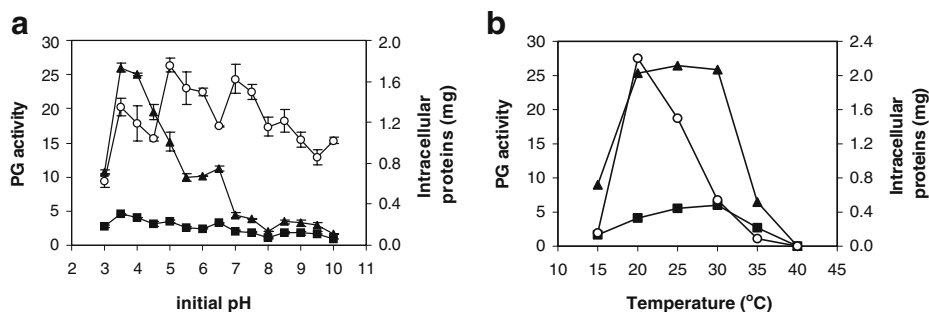 a
30
25
20
15
10
5
0
PG activity
2 3 4 5 6 7 8 9 10 11
initial pH
2.0
1.6
1.2
0.8
0.4
0.0
Intracellular
proteins (mg)
b
30
25
20
15
10
5
0
PG activity
10 15 20 25 30 35 40 45
Temperature (°C)
2.4
2.0
1.6
1.2
0.8
0.4
0.0
Intracellular
proteins (mg)